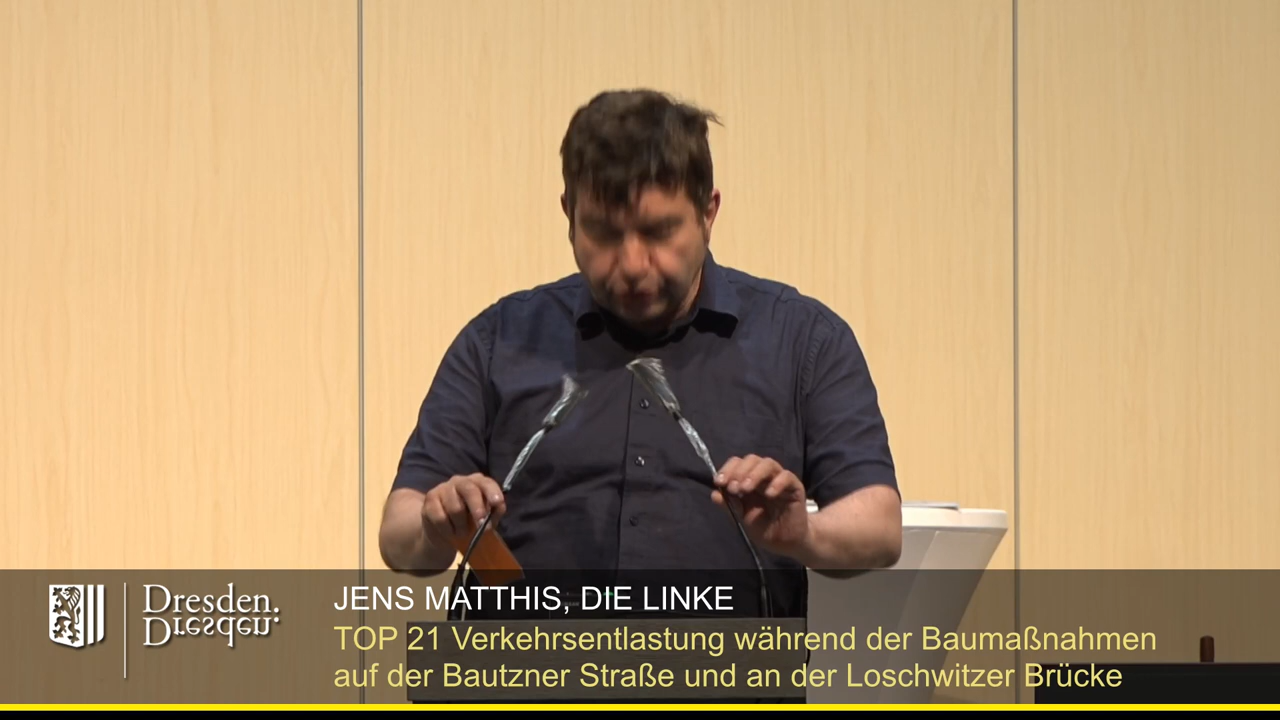 Dresden.
Dresden.
JENS MATTHIS, DIE LINKE
TOP 21 Verkehrsentlastung während der Baumaßnahmen
auf der Bautzner Straße und an der Loschwitzer Brücke